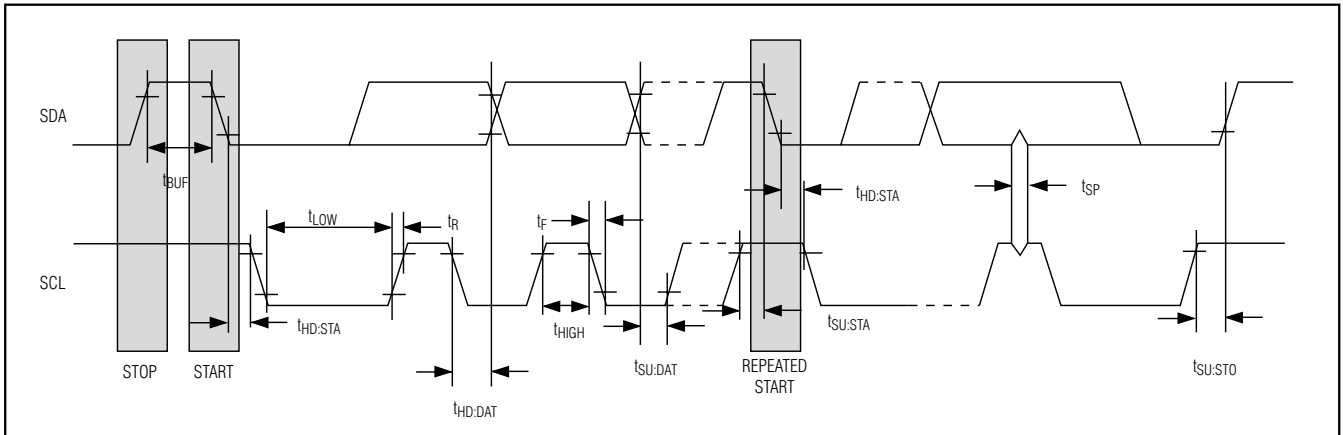 SDA
tBUF
tLOW
tR
tF
tHD:STA
tSP
SCL
tHD:STA
tHIGH
tSU:DAT
tSU:STA
tSU:STO
STOP
START
REPEATED
START
tHD:DAT